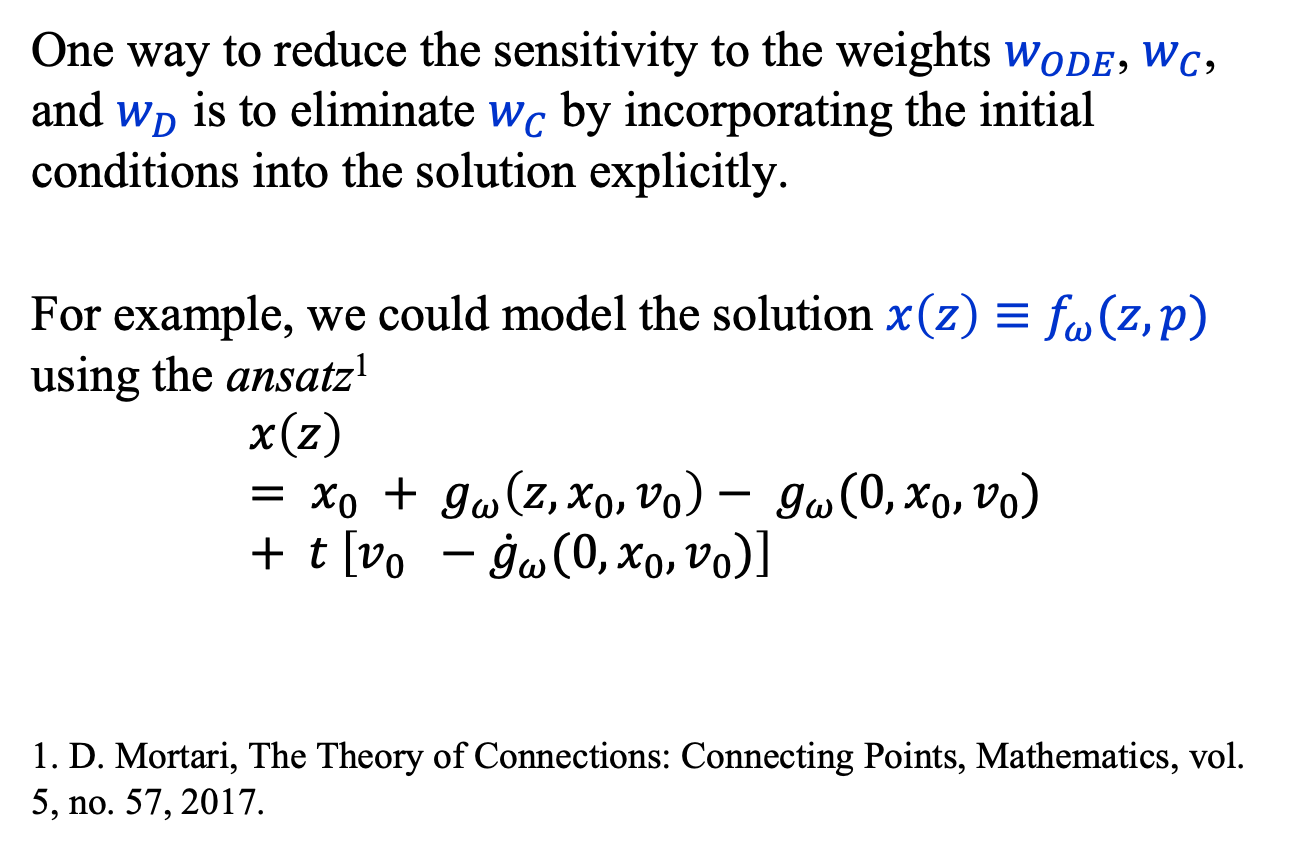 One way to reduce the sensitivity to the weights w_ODE, w_C,
and w_D is to eliminate w_C by incorporating the initial
conditions into the solution explicitly.
For example, we could model the solution x(z) ≡ f_ω(z, p)
using the ansatz¹
x(z)
= x₀ + g_ω(z, x₀, v₀) − g_ω(0, x₀, v₀)
+ t [v₀ − ġ_ω(0, x₀, v₀)]
1. D. Mortari, The Theory of Connections: Connecting Points, Mathematics, vol.
5, no. 57, 2017.